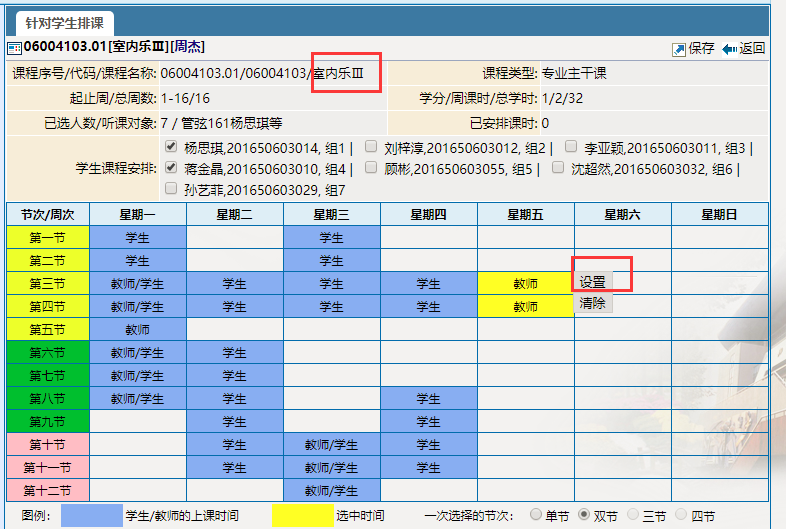 针对学生排课
06004103.01[室内乐Ⅲ][周杰] 保存 返回
课程序号/代码/课程名称: 06004103.01/06004103/室内乐Ⅲ 课程类型: 专业主干课
起止周/总周数: 1-16/16 学分/周课时/总学时: 1/2/32
已选人数/听课对象: 7 / 管弦161杨思琪等 已安排课时: 0
杨思琪,201650603014, 组1 | 刘梓淳,201650603012, 组2 | 李亚颖,201650603011, 组3 |
学生课程安排: 蒋金晶,201650603010, 组4 | 顾彬,201650603055, 组5 | 沈超然,201650603032, 组6 |
孙艺菲,201650603029, 组7
节次/周次 星期一 星期二 星期三 星期四 星期五 星期六 星期日
第一节 学生 学生
第二节 学生 学生
第三节 教师/学生 学生 学生 学生 教师 设置
第四节 教师/学生 学生 学生 学生 教师 清除
第五节 教师
第六节 教师/学生 学生
第七节 教师/学生 学生
第八节 教师/学生 学生 学生
第九节 学生 学生
第十节 学生 教师/学生 学生
第十一节 学生 教师/学生 学生
第十二节 教师/学生
图例: 学生/教师的上课时间 选中时间 一次选择的节次: 单节 双节 三节 四节